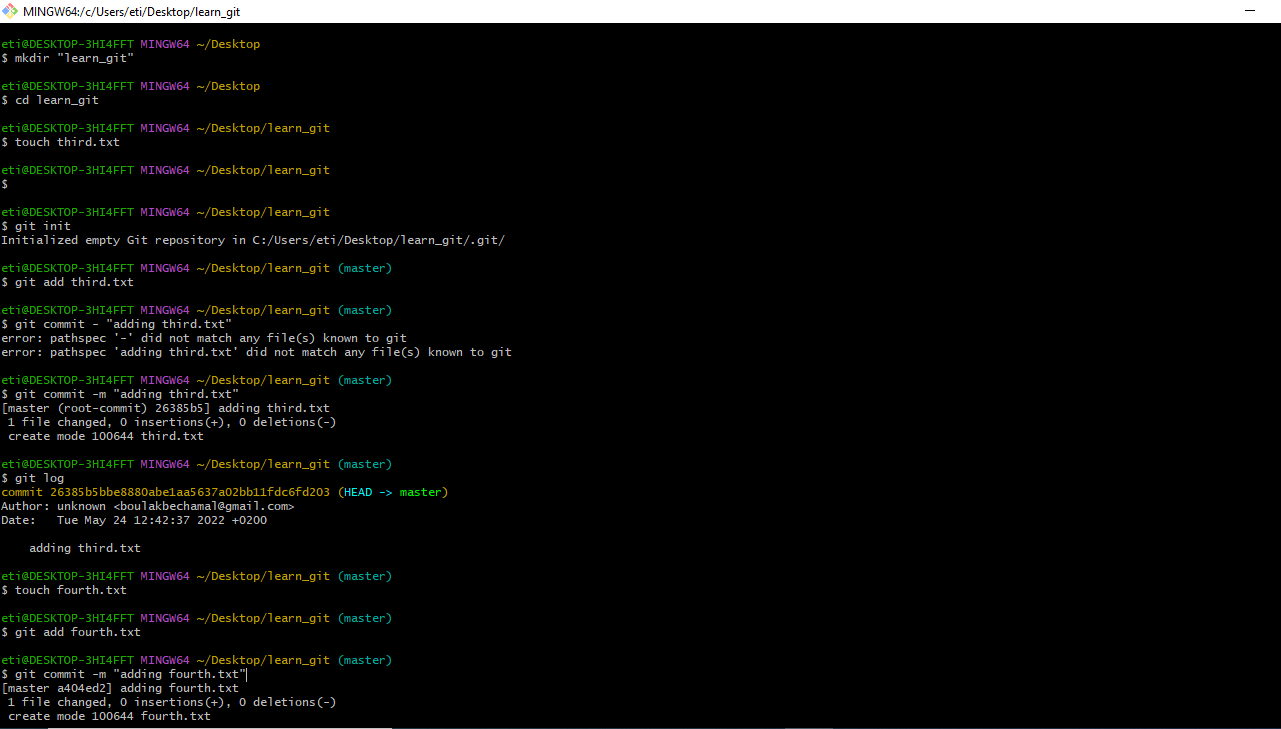 MINGW64:/c/Users/eti/Desktop/learn_git
eti@DESKTOP-3HI4FFT MINGW64 ~/Desktop
$ mkdir "learn_git"
eti@DESKTOP-3HI4FFT MINGW64 ~/Desktop
$ cd learn_git
eti@DESKTOP-3HI4FFT MINGW64 ~/Desktop/learn_git
$ touch third.txt
eti@DESKTOP-3HI4FFT MINGW64 ~/Desktop/learn_git
$
eti@DESKTOP-3HI4FFT MINGW64 ~/Desktop/learn_git
$ git init
Initialized empty Git repository in C:/Users/eti/Desktop/learn_git/.git/
eti@DESKTOP-3HI4FFT MINGW64 ~/Desktop/learn_git (master)
$ git add third.txt
eti@DESKTOP-3HI4FFT MINGW64 ~/Desktop/learn_git (master)
$ git commit - "adding third.txt"
error: pathspec '-' did not match any file(s) known to git
error: pathspec 'adding third.txt' did not match any file(s) known to git
eti@DESKTOP-3HI4FFT MINGW64 ~/Desktop/learn_git (master)
$ git commit -m "adding third.txt"
[master (root-commit) 26385b5] adding third.txt
 1 file changed, 0 insertions(+), 0 deletions(-)
 create mode 100644 third.txt
eti@DESKTOP-3HI4FFT MINGW64 ~/Desktop/learn_git (master)
$ git log
commit 26385b5bbe8880abe1aa5637a02bb11fdc6fd203 (HEAD -> master)
Author: unknown <boulakbechamal@gmail.com>
Date:   Tue May 24 12:42:37 2022 +0200
    adding third.txt
eti@DESKTOP-3HI4FFT MINGW64 ~/Desktop/learn_git (master)
$ touch fourth.txt
eti@DESKTOP-3HI4FFT MINGW64 ~/Desktop/learn_git (master)
$ git add fourth.txt
eti@DESKTOP-3HI4FFT MINGW64 ~/Desktop/learn_git (master)
$ git commit -m "adding fourth.txt"
[master a404ed2] adding fourth.txt
 1 file changed, 0 insertions(+), 0 deletions(-)
 create mode 100644 fourth.txt